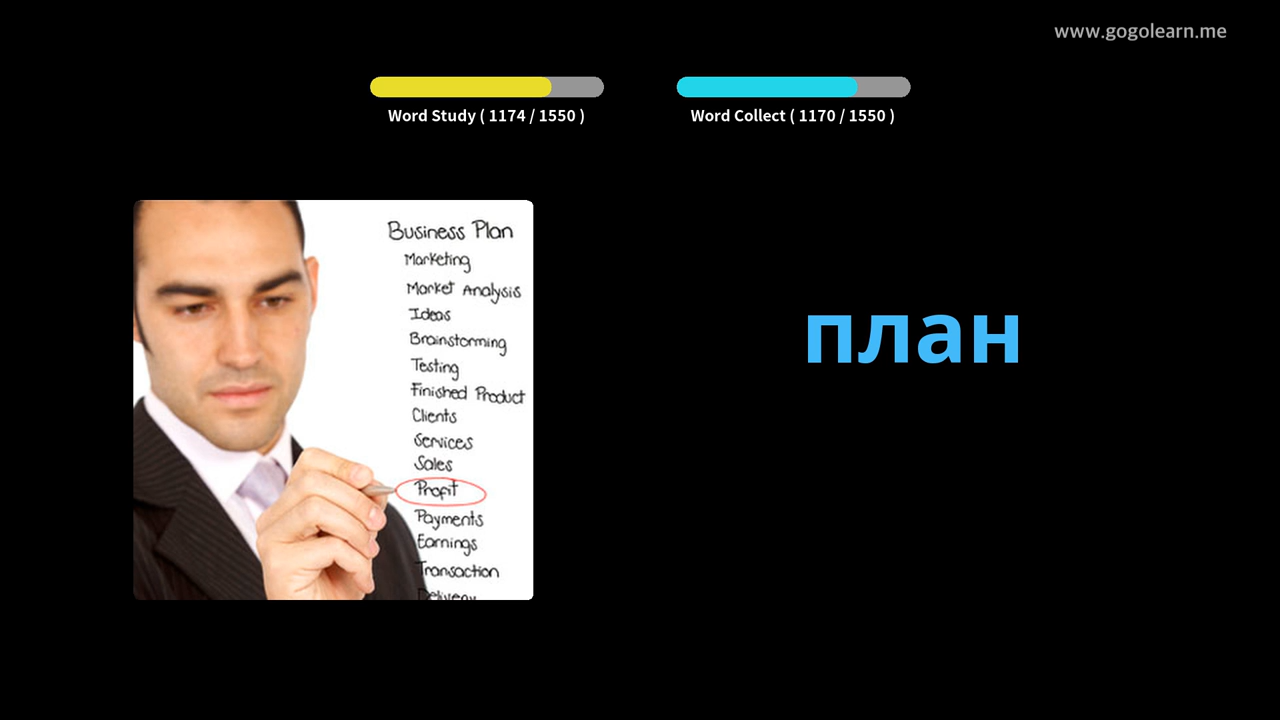 www.gogolearn.me
Word Study ( 1174 / 1550 )
Word Collect ( 1170 / 1550 )
Business Plan
Marketing
Market Analysis
Ideas
Brainstorming
Testing
Finished Product
Clients
Services
Sales
Profit
Payments
Earnings
Transaction
Delivery
план